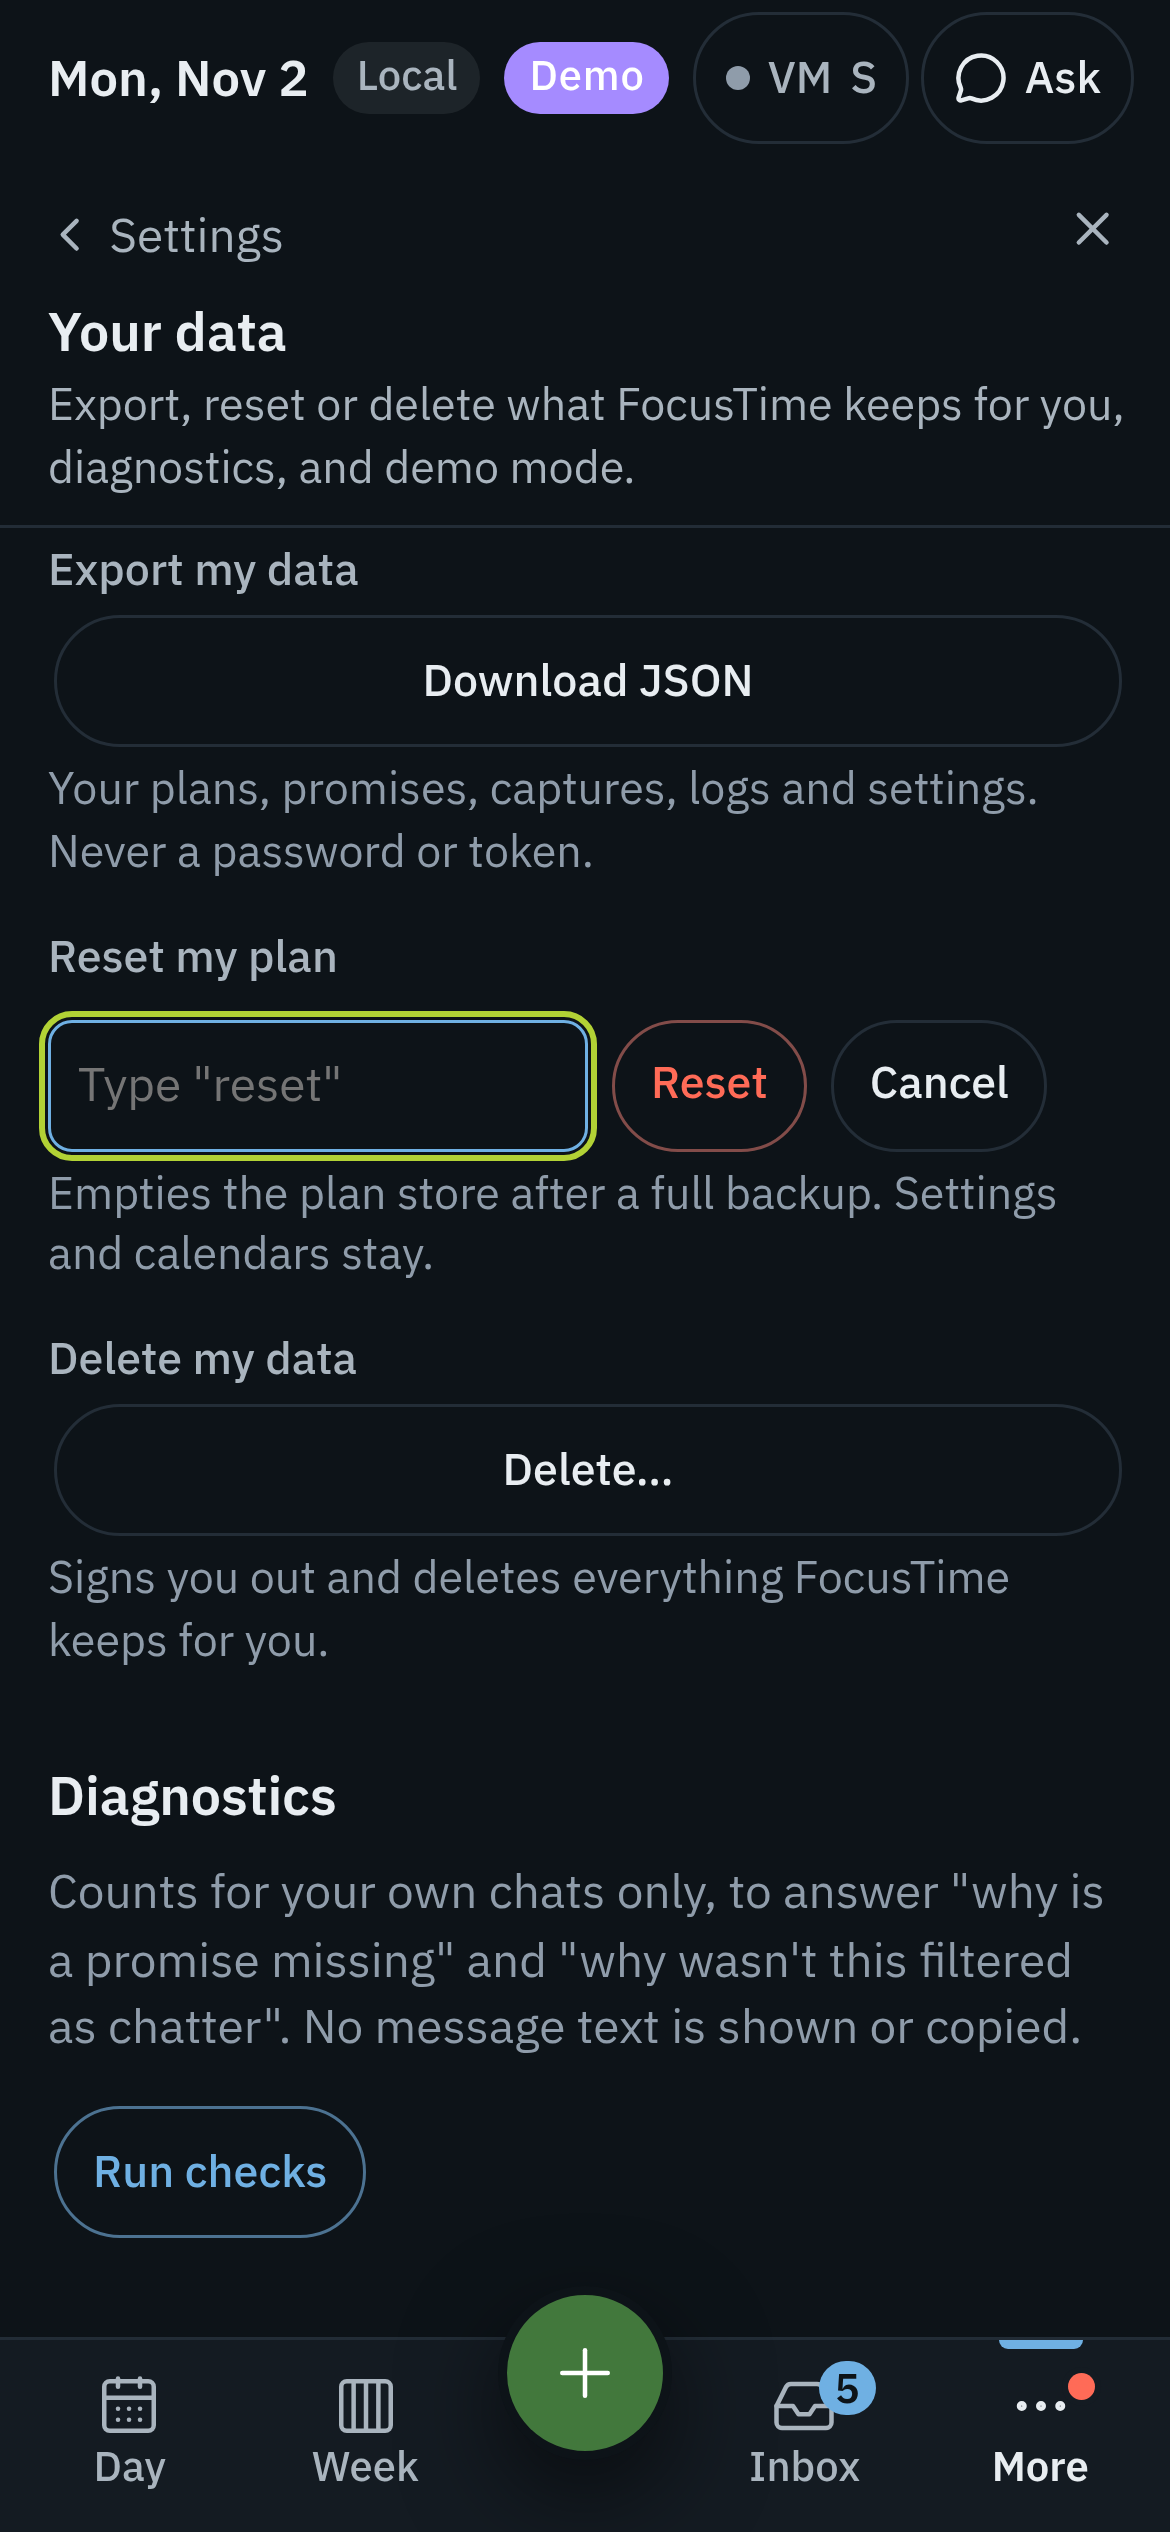 Mon, Nov 2 Local Demo VM S Ask
Settings
Your data
Export, reset or delete what FocusTime keeps for you,
diagnostics, and demo mode.
Export my data
Download JSON
Your plans, promises, captures, logs and settings.
Never a password or token.
Reset my plan
Type "reset" Reset Cancel
Empties the plan store after a full backup. Settings
and calendars stay.
Delete my data
Delete...
Signs you out and deletes everything FocusTime
keeps for you.
Diagnostics
Counts for your own chats only, to answer "why is
a promise missing" and "why wasn't this filtered
as chatter". No message text is shown or copied.
Run checks
5
Day Week Inbox More